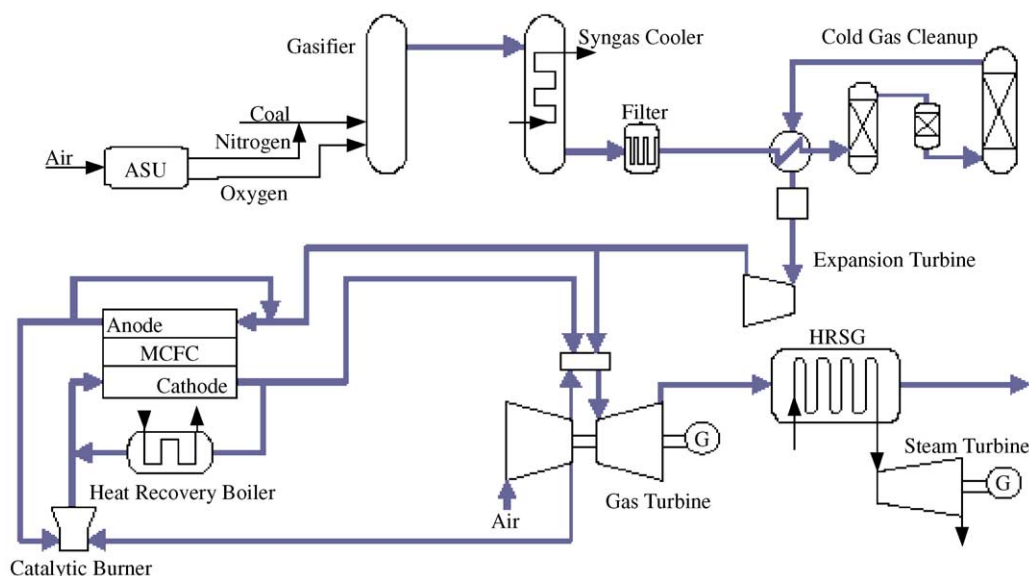 Gasifier
Syngas Cooler
Cold Gas Cleanup
Coal
Filter
Nitrogen
Air
ASU
Oxygen
Expansion Turbine
Anode
MCFC
HRSG
Cathode
G
Steam Turbine
Heat Recovery Boiler
Gas Turbine
G
Air
Catalytic Burner